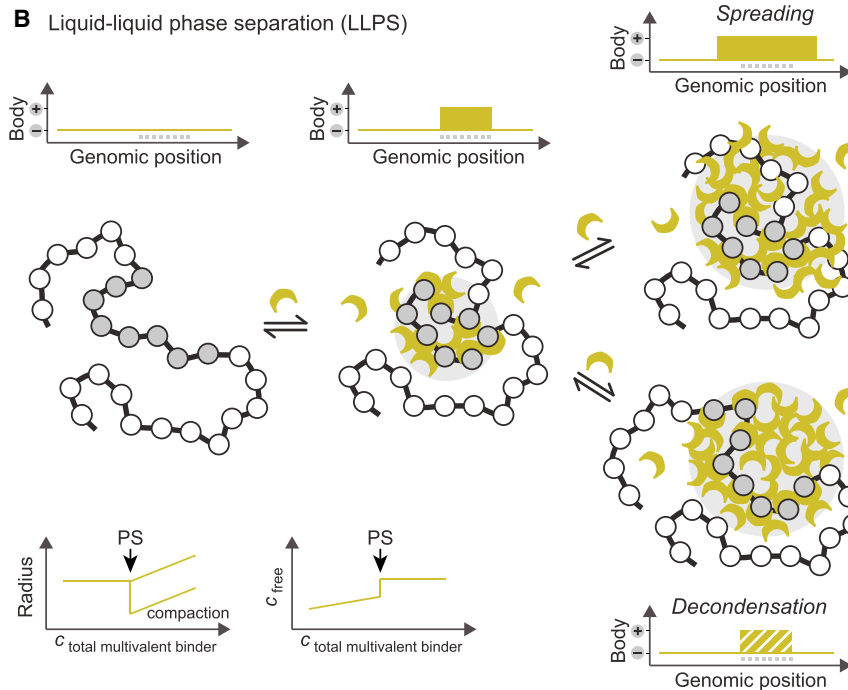 B Liquid-liquid phase separation (LLPS)
Spreading
Body
+
−
Genomic position
Body
+
−
Genomic position
Body
+
−
Genomic position
PS
Radius
compaction
c total multivalent binder
PS
c free
c total multivalent binder
Decondensation
Body
+
−
Genomic position